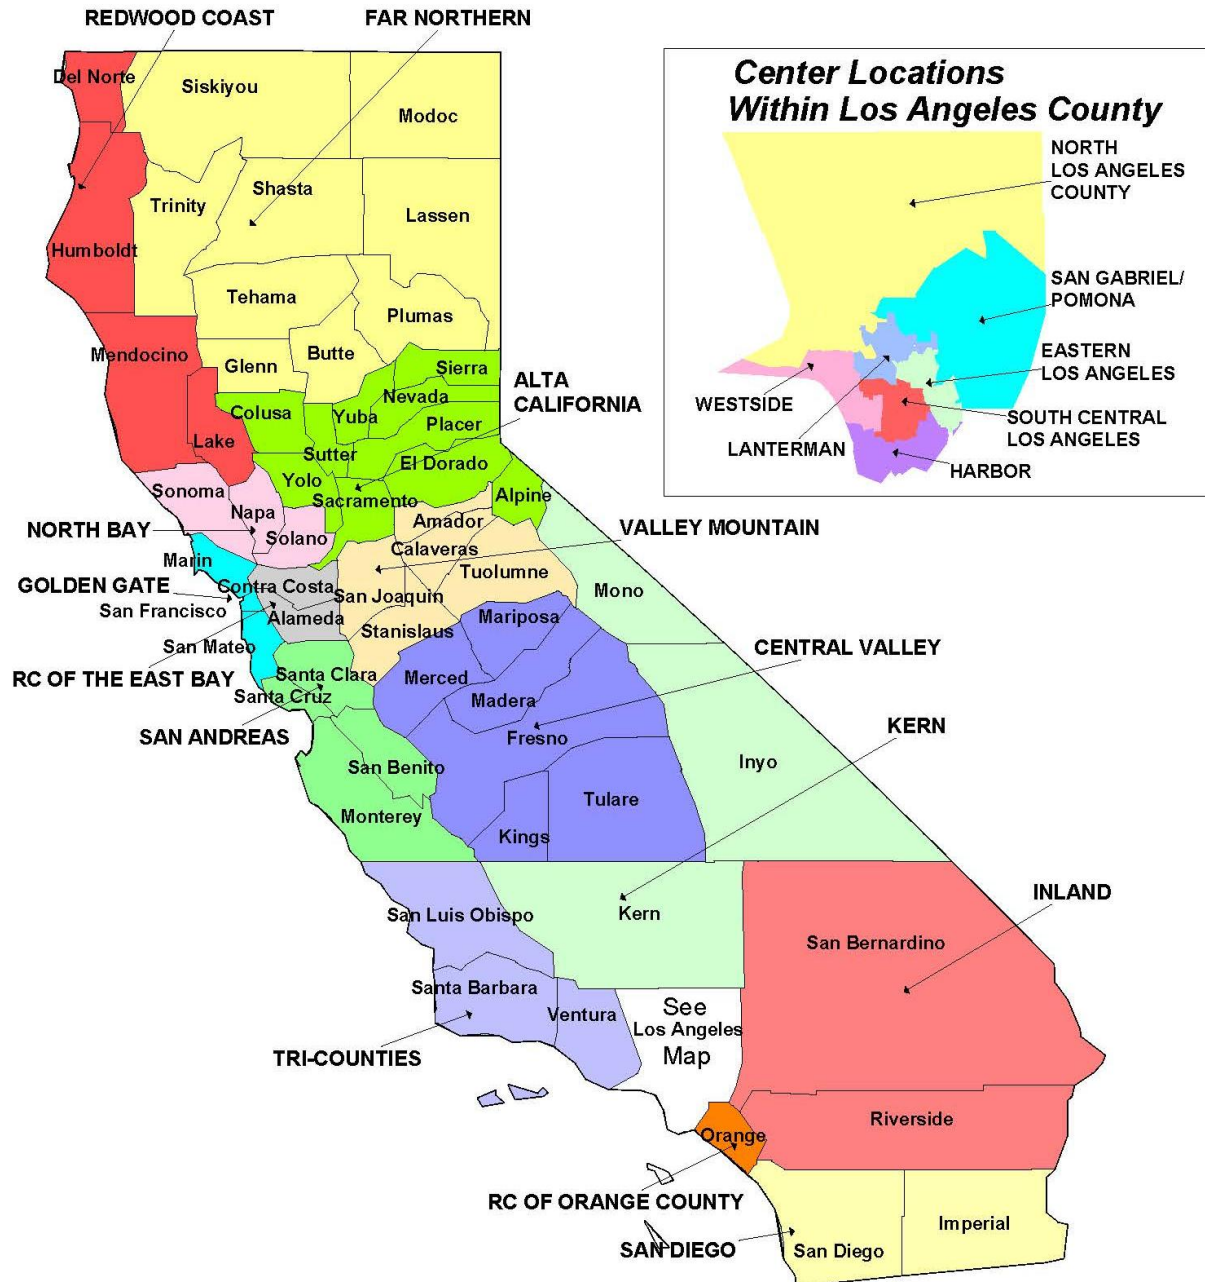 REDWOOD COAST
FAR NORTHERN
Del Norte
Siskiyou
Modoc
Shasta
Trinity
Lassen
Humboldt
Tehama
Plumas
Mendocino
Butte
Glenn
Sierra
Nevada
Colusa
Yuba
Placer
ALTA
CALIFORNIA
Lake
Sutter
El Dorado
Yolo
Sonoma
Sacramento
Alpine
Napa
Amador
NORTH BAY
Solano
VALLEY MOUNTAIN
Calaveras
Marin
Tuolumne
GOLDEN GATE
Contra Costa
San Joaquin
Mono
San Francisco
Alameda
Mariposa
Stanislaus
San Mateo
CENTRAL VALLEY
RC OF THE EAST BAY
Santa Clara
Merced
Santa Cruz
Madera
KERN
SAN ANDREAS
Fresno
San Benito
Inyo
Tulare
Monterey
Kings
INLAND
San Luis Obispo
Kern
San Bernardino
Santa Barbara
Ventura
See
Los Angeles
Map
TRI-COUNTIES
Riverside
Orange
RC OF ORANGE COUNTY
Imperial
SAN DIEGO
San Diego
Center Locations
Within Los Angeles County
NORTH
LOS ANGELES
COUNTY
SAN GABRIEL/
POMONA
EASTERN
LOS ANGELES
WESTSIDE
SOUTH CENTRAL
LOS ANGELES
LANTERMAN
HARBOR